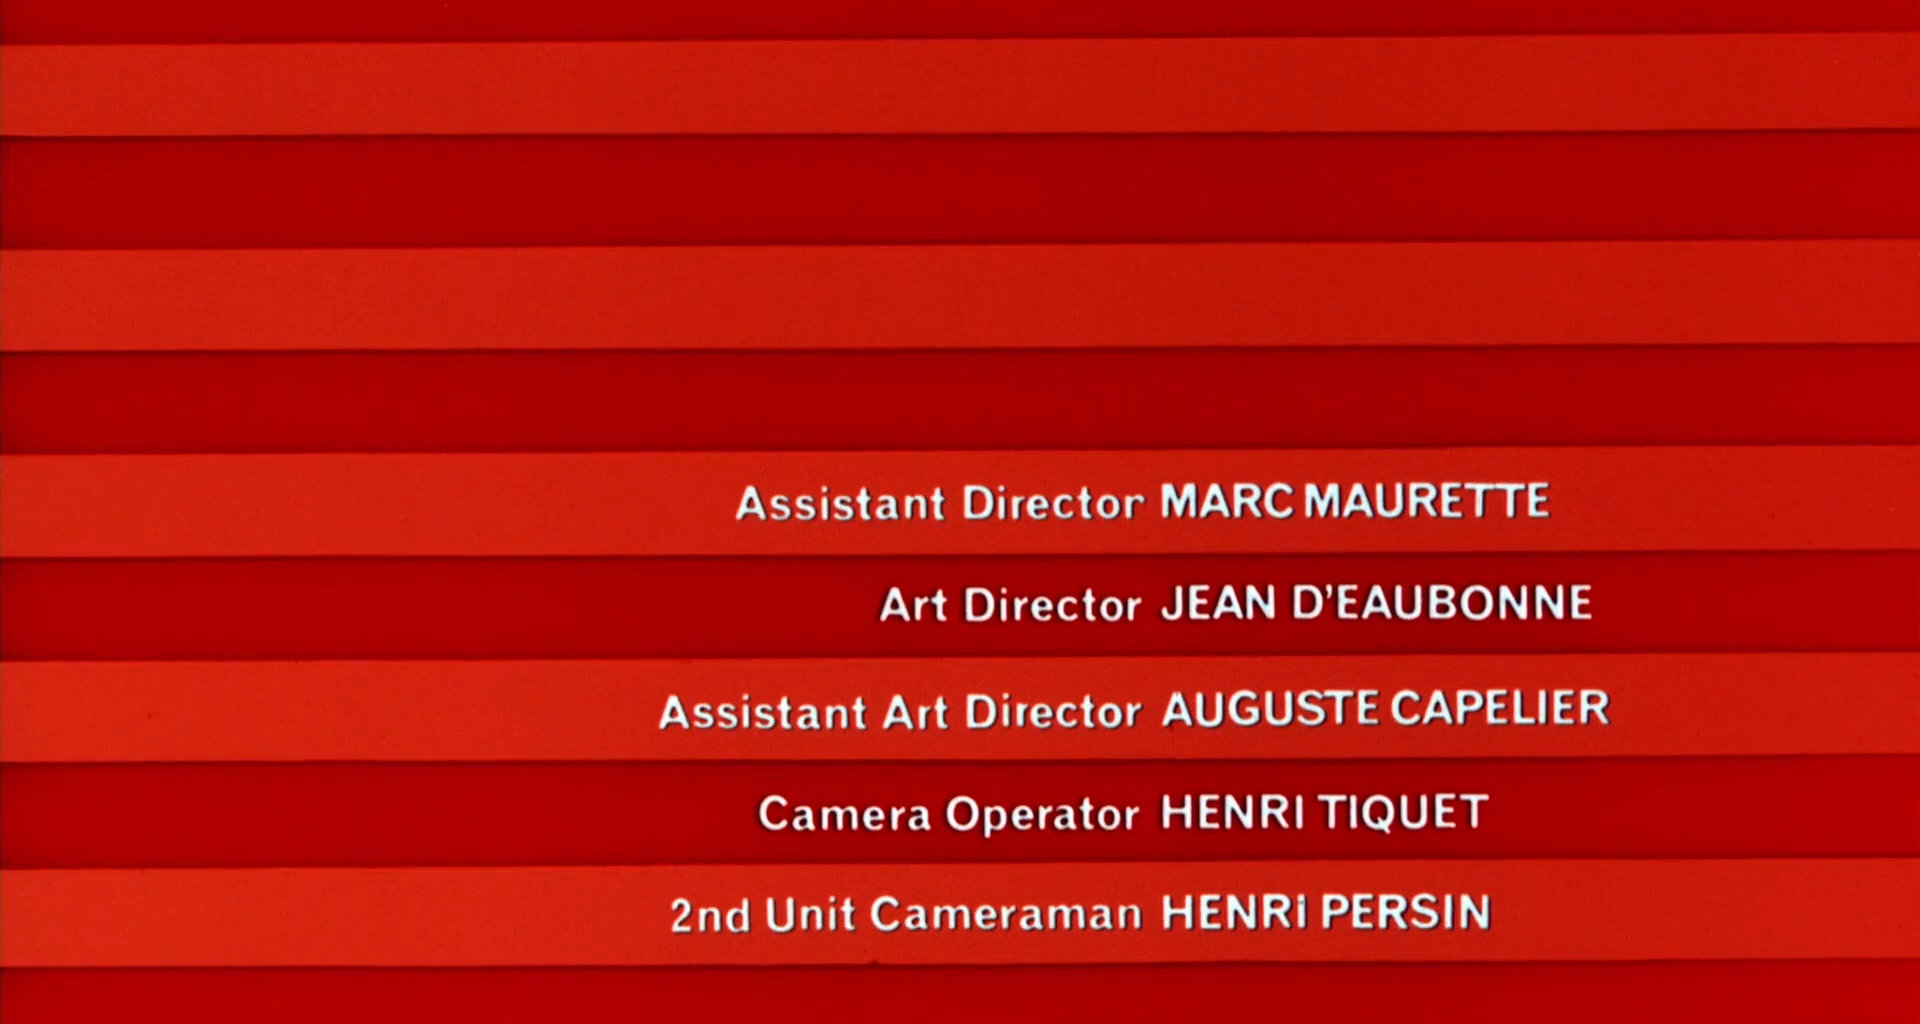 Assistant Director MARC MAURETTE
Art Director JEAN D'EAUBONNE
Assistant Art Director AUGUSTE CAPELIER
Camera Operator HENRI TIQUET
2nd Unit Cameraman HENRI PERSIN